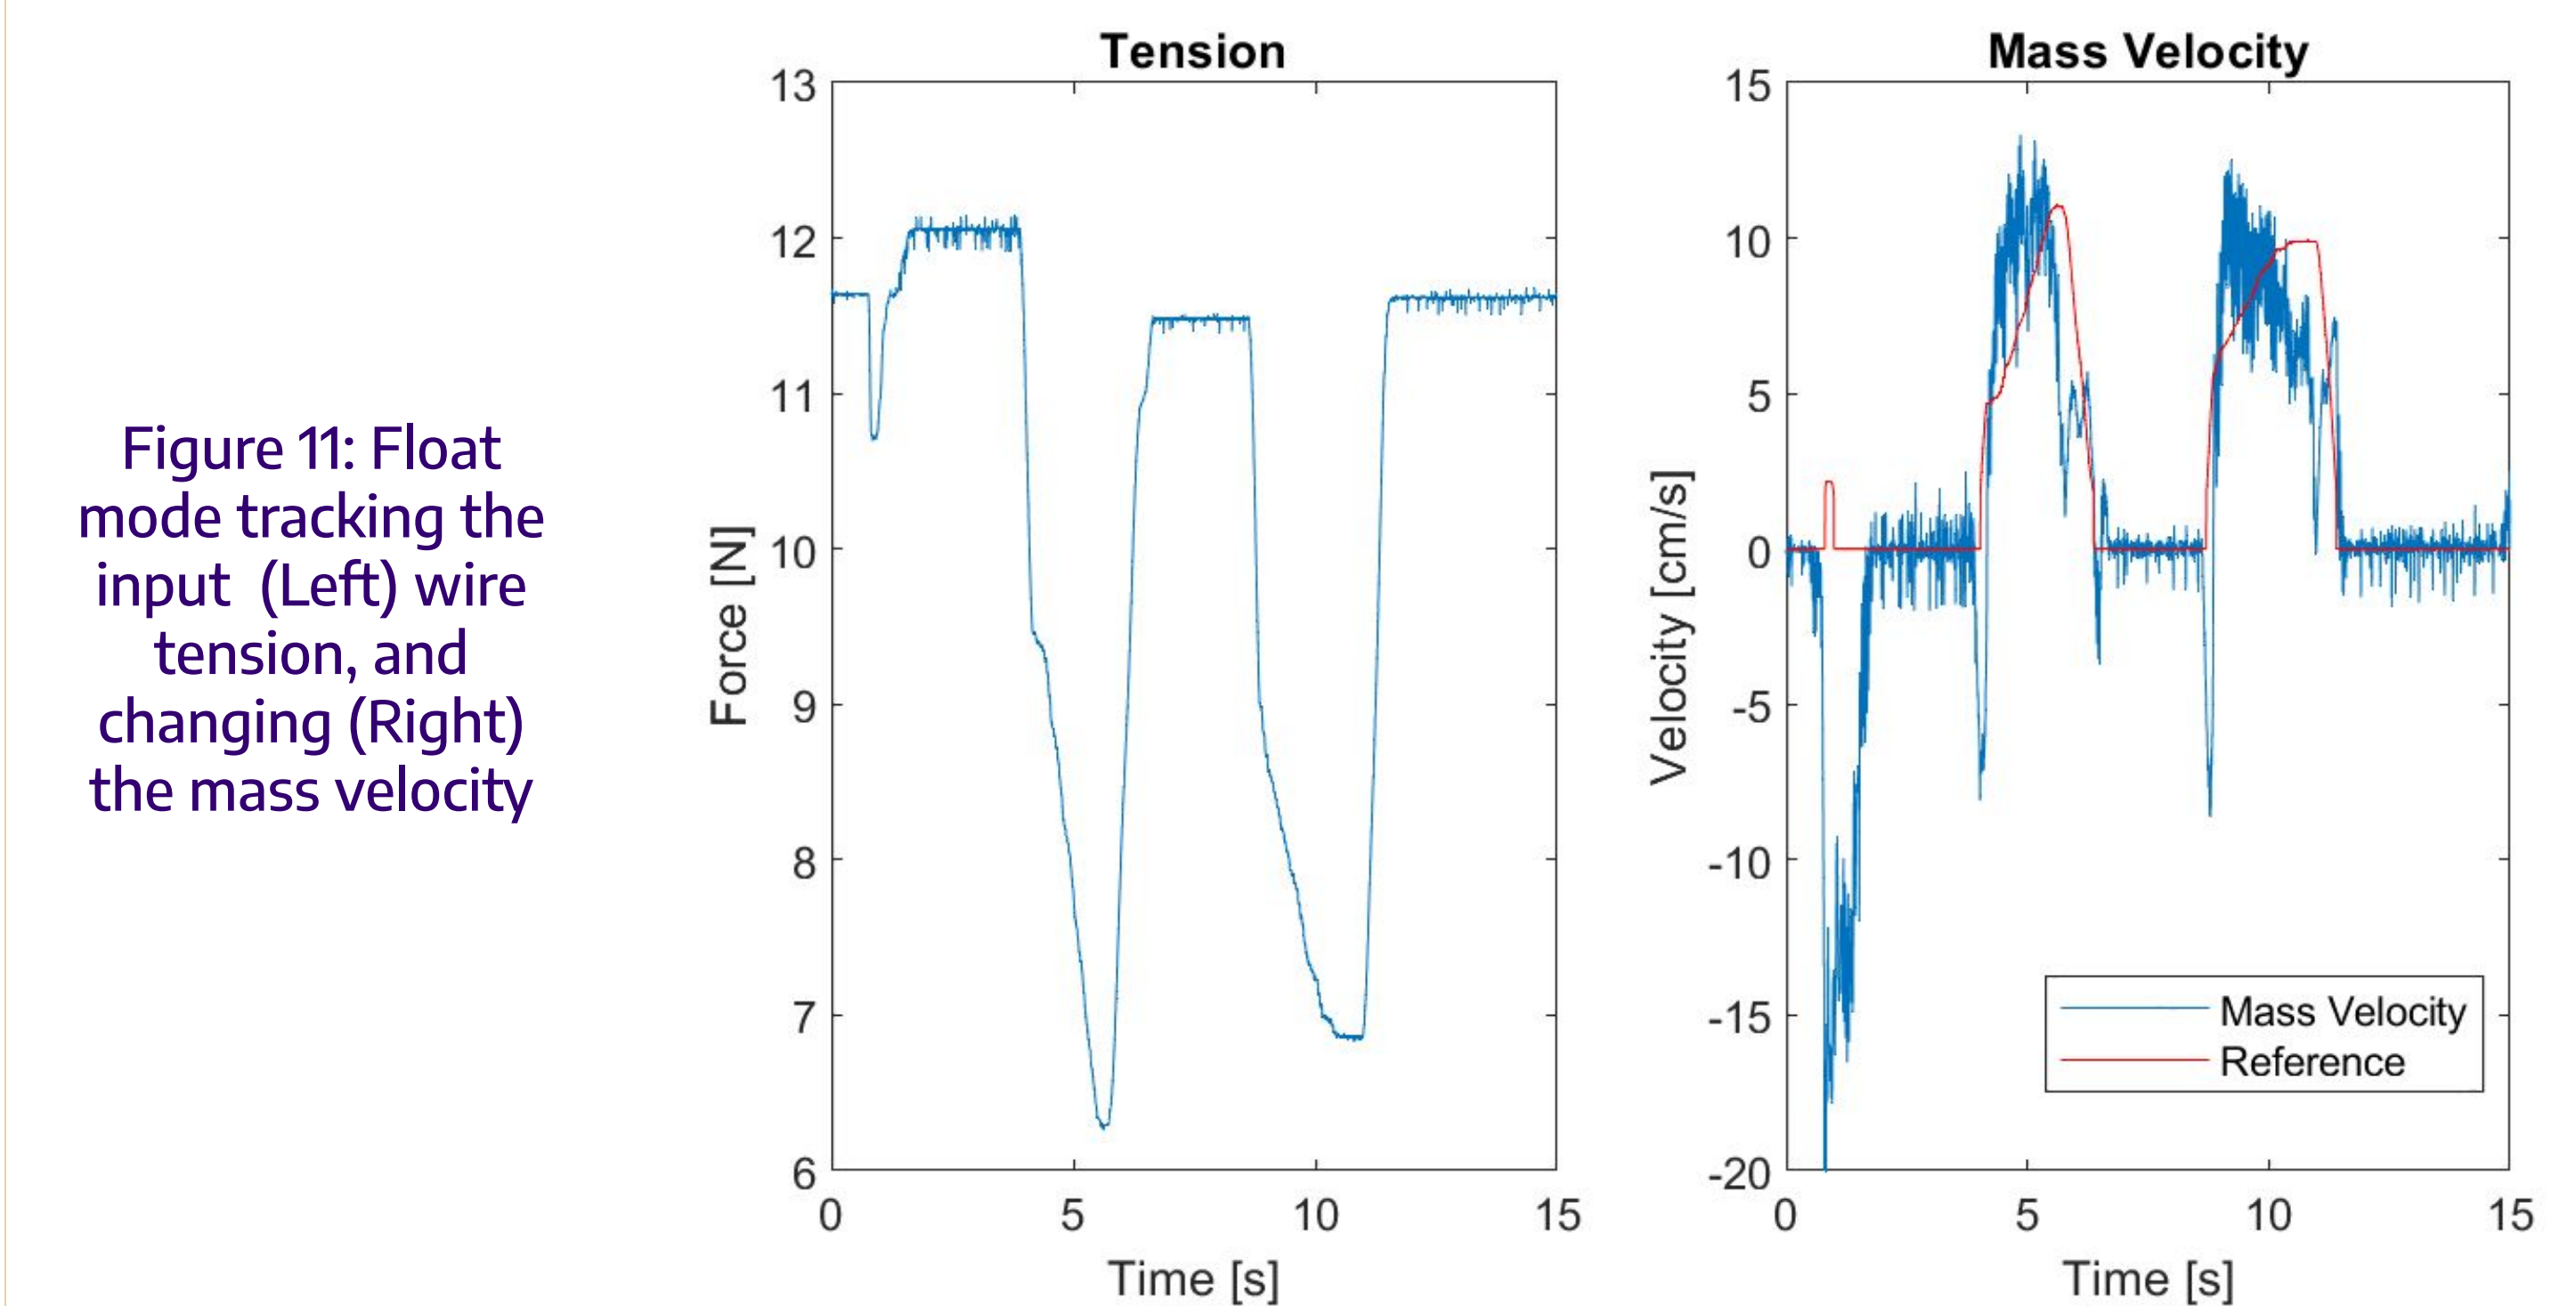 Figure 11: Float
mode tracking the
input  (Left) wire
tension, and
changing (Right)
the mass velocity
Tension
13
12
11
10
9
8
7
6
Force [N]
0
5
10
15
Time [s]
Mass Velocity
15
10
5
0
-5
-10
-15
-20
Velocity [cm/s]
Mass Velocity
Reference
0
5
10
15
Time [s]